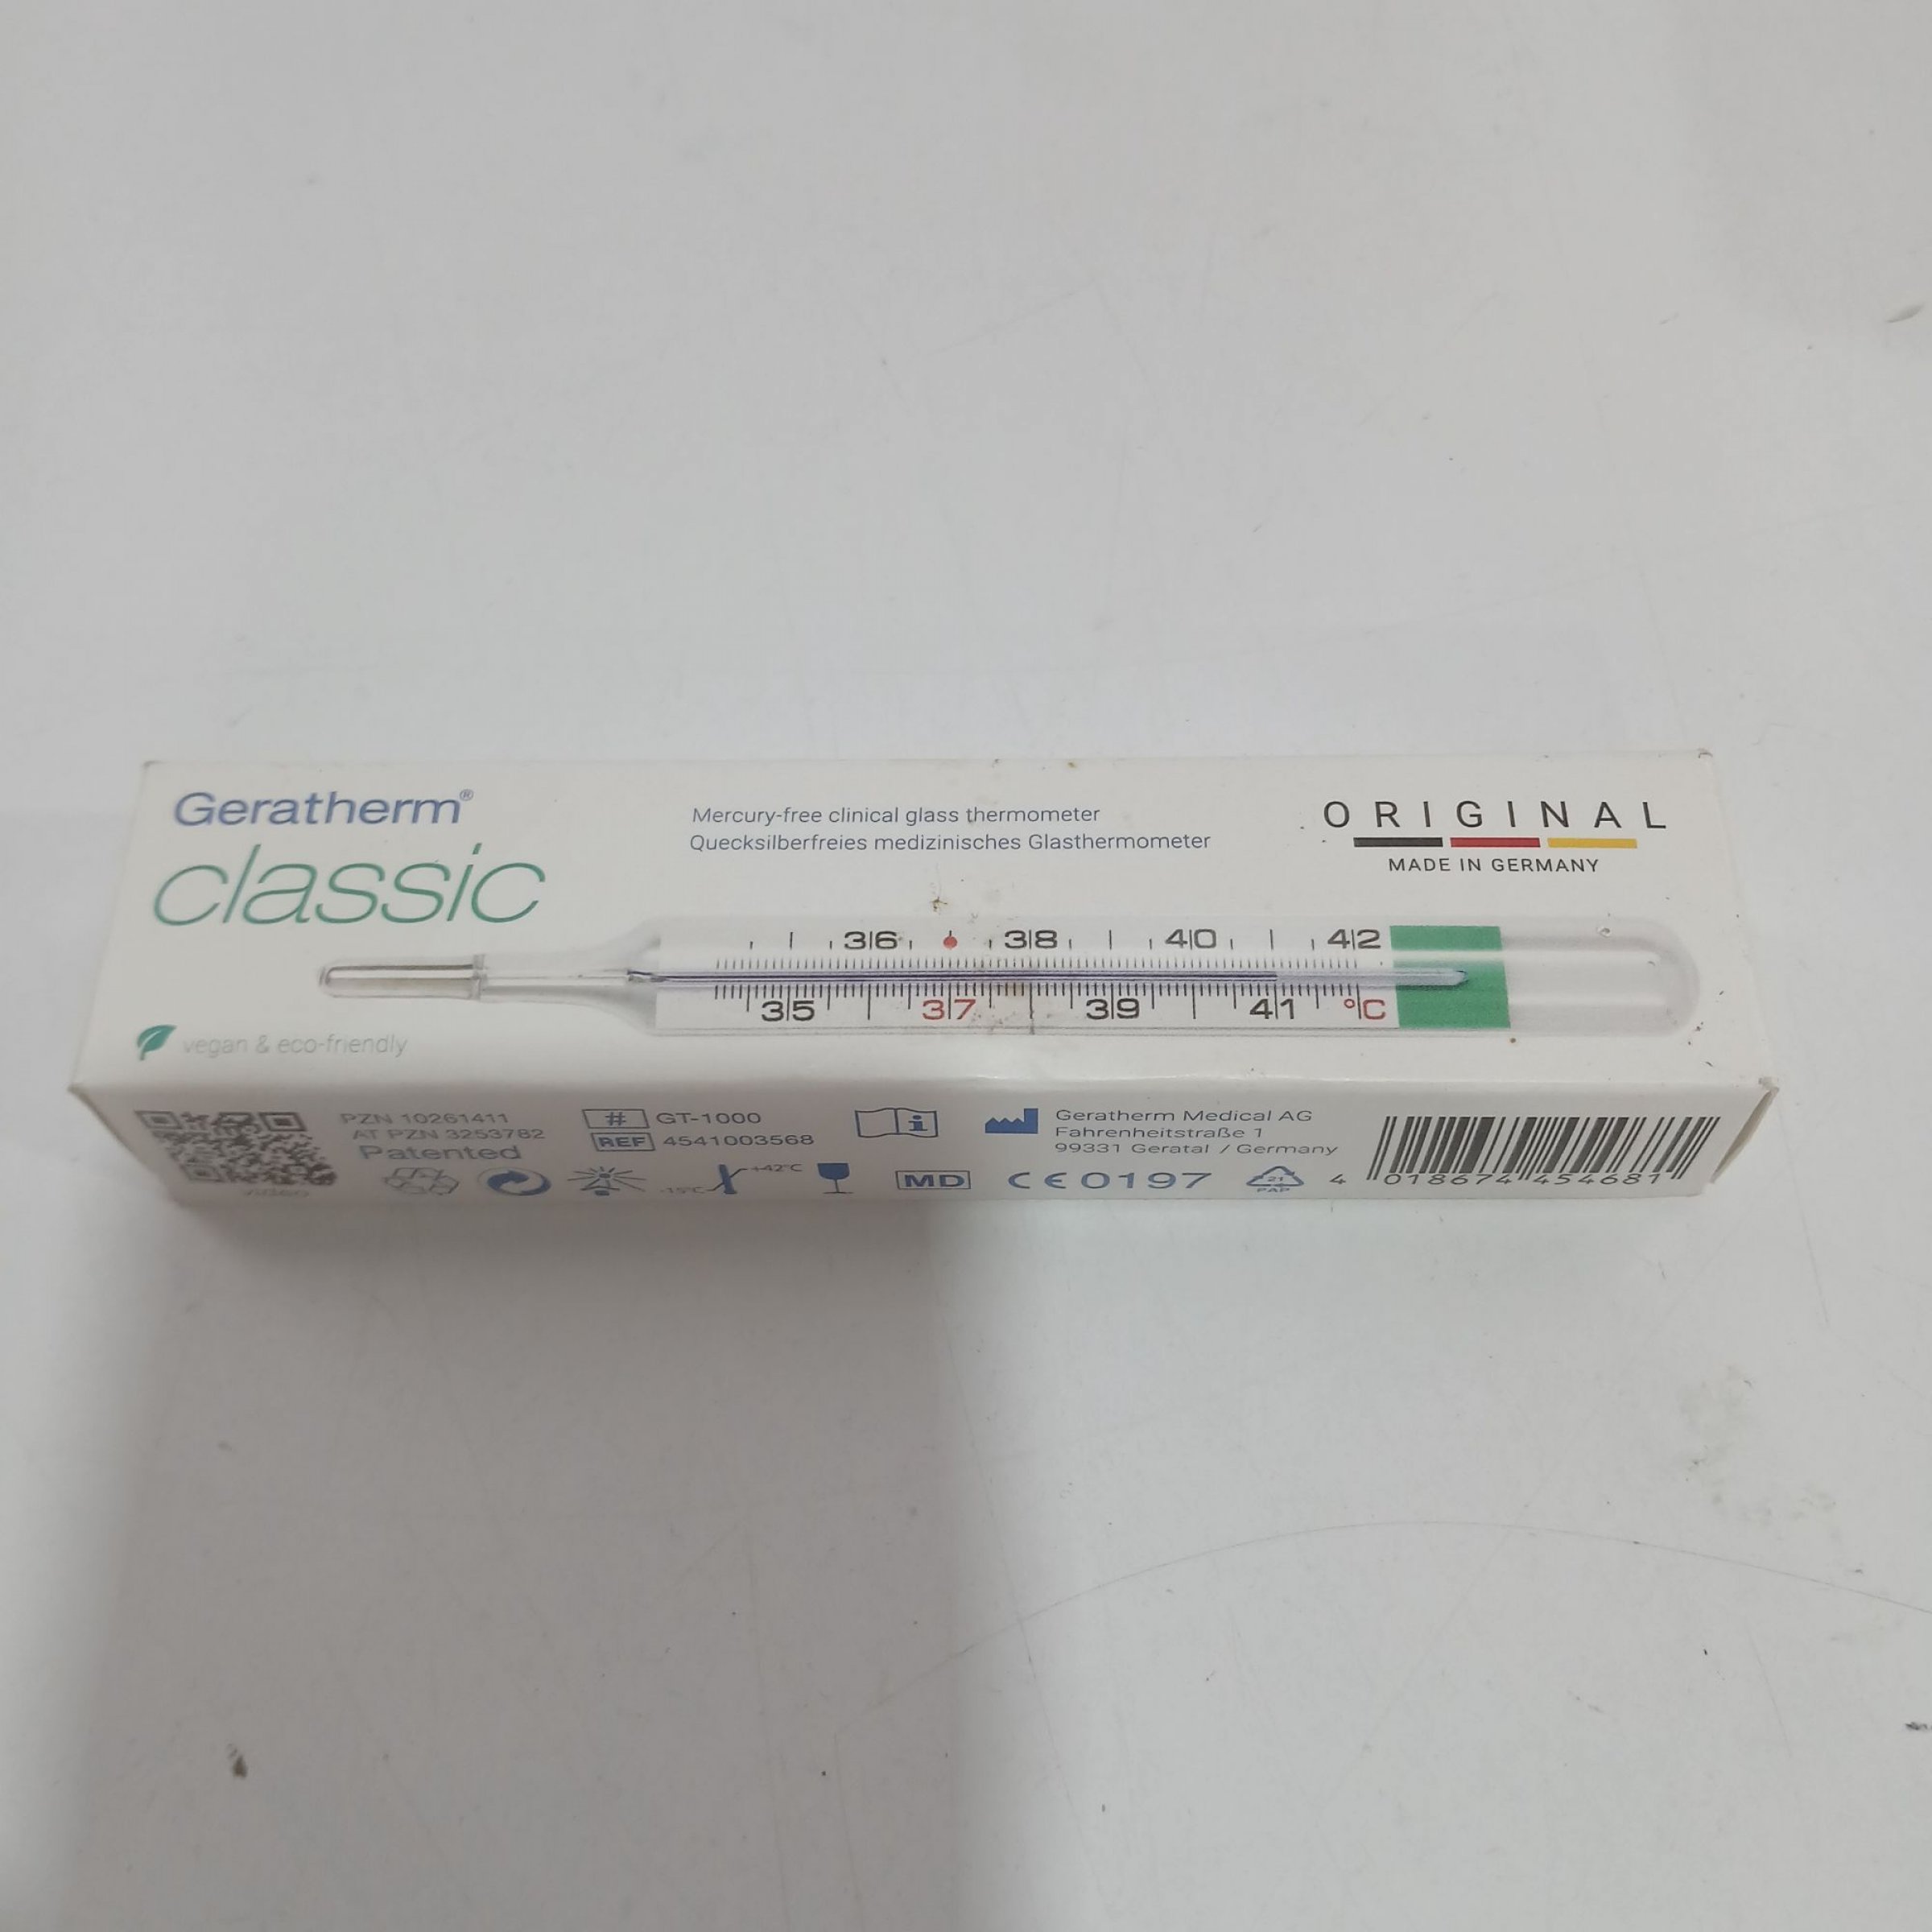 Geratherm®
classic
Mercury-free clinical glass thermometer
Quecksilberfreies medizinisches Glasthermometer
ORIGINAL
MADE IN GERMANY
36 38 40 42
35 37 39 41 °C
vegan & eco-friendly
PZN 10261411
AT PZN 3253782
Patented
video
# GT-1000
REF 4541003568
-15°C +42°C
MD
CE 0197
Geratherm Medical AG
Fahrenheitstraße 1
99331 Geratal / Germany
21
PAP
4 018674 454681